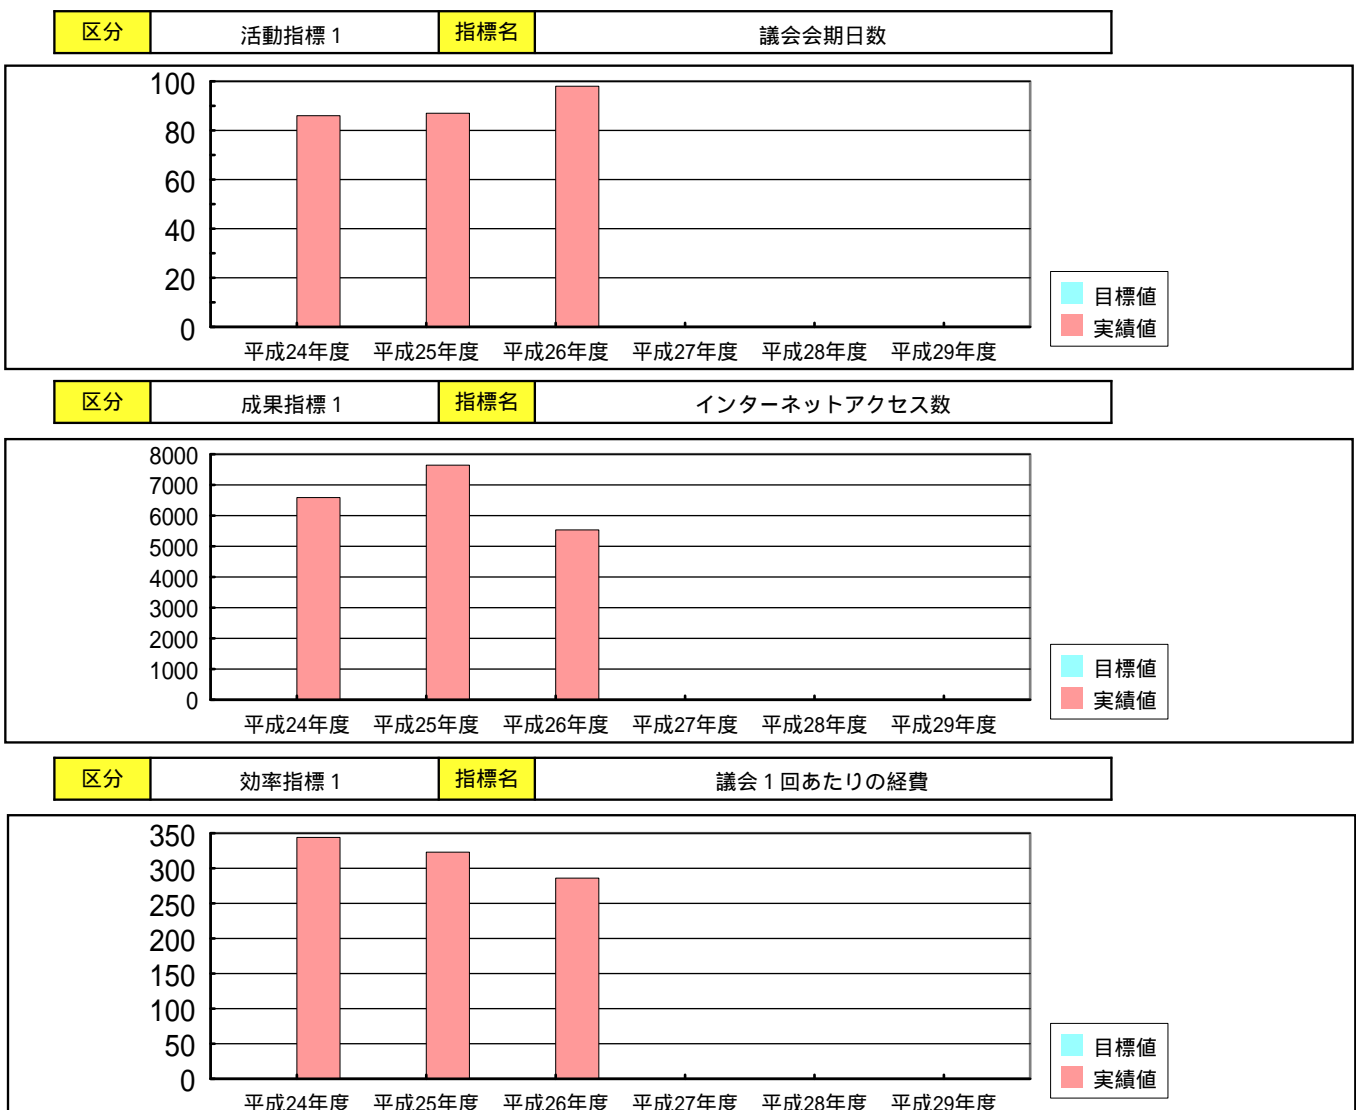 区分 活動指標1 指標名 議会会期日数
100
80
60
40
20
0
平成24年度 平成25年度 平成26年度 平成27年度 平成28年度 平成29年度
目標値
実績値
区分 成果指標1 指標名 インターネットアクセス数
8000
7000
6000
5000
4000
3000
2000
1000
0
平成24年度 平成25年度 平成26年度 平成27年度 平成28年度 平成29年度
目標値
実績値
区分 効率指標1 指標名 議会1回あたりの経費
350
300
250
200
150
100
50
0
平成24年度 平成25年度 平成26年度 平成27年度 平成28年度 平成29年度
目標値
実績値